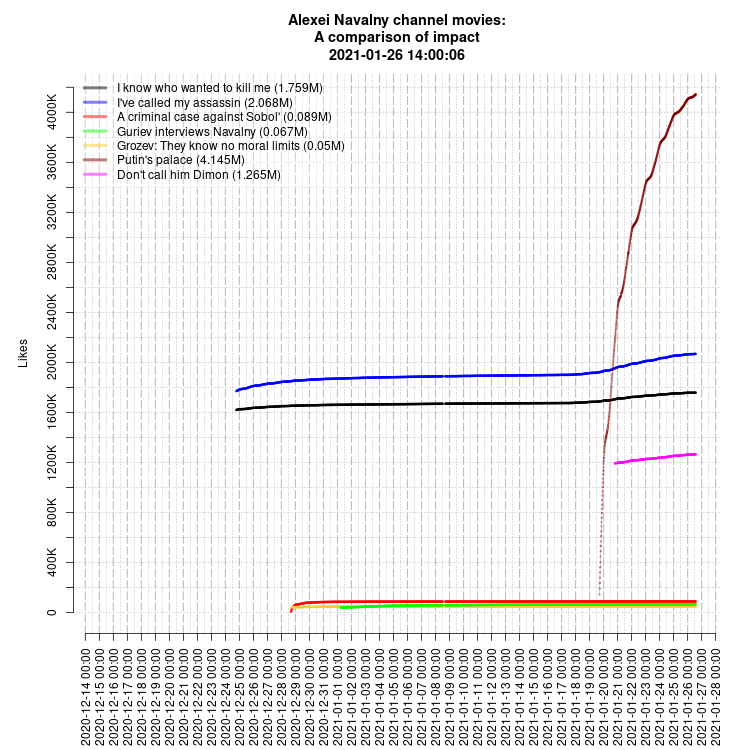 Alexei Navalny channel movies:
A comparison of impact
2021-01-26 14:00:06
I know who wanted to kill me (1.759M)
I've called my assassin (2.068M)
A criminal case against Sobol' (0.089M)
Guriev interviews Navalny (0.067M)
Grozev: They know no moral limits (0.05M)
Putin's palace (4.145M)
Don't call him Dimon (1.265M)
Likes
4000K
3600K
3200K
2800K
2400K
2000K
1600K
1200K
800K
400K
0
2020-12-14 00:00
2020-12-15 00:00
2020-12-16 00:00
2020-12-17 00:00
2020-12-18 00:00
2020-12-19 00:00
2020-12-20 00:00
2020-12-21 00:00
2020-12-22 00:00
2020-12-23 00:00
2020-12-24 00:00
2020-12-25 00:00
2020-12-26 00:00
2020-12-27 00:00
2020-12-28 00:00
2020-12-29 00:00
2020-12-30 00:00
2020-12-31 00:00
2021-01-01 00:00
2021-01-02 00:00
2021-01-03 00:00
2021-01-04 00:00
2021-01-05 00:00
2021-01-06 00:00
2021-01-07 00:00
2021-01-08 00:00
2021-01-09 00:00
2021-01-10 00:00
2021-01-11 00:00
2021-01-12 00:00
2021-01-13 00:00
2021-01-14 00:00
2021-01-15 00:00
2021-01-16 00:00
2021-01-17 00:00
2021-01-18 00:00
2021-01-19 00:00
2021-01-20 00:00
2021-01-21 00:00
2021-01-22 00:00
2021-01-23 00:00
2021-01-24 00:00
2021-01-25 00:00
2021-01-26 00:00
2021-01-27 00:00
2021-01-28 00:00